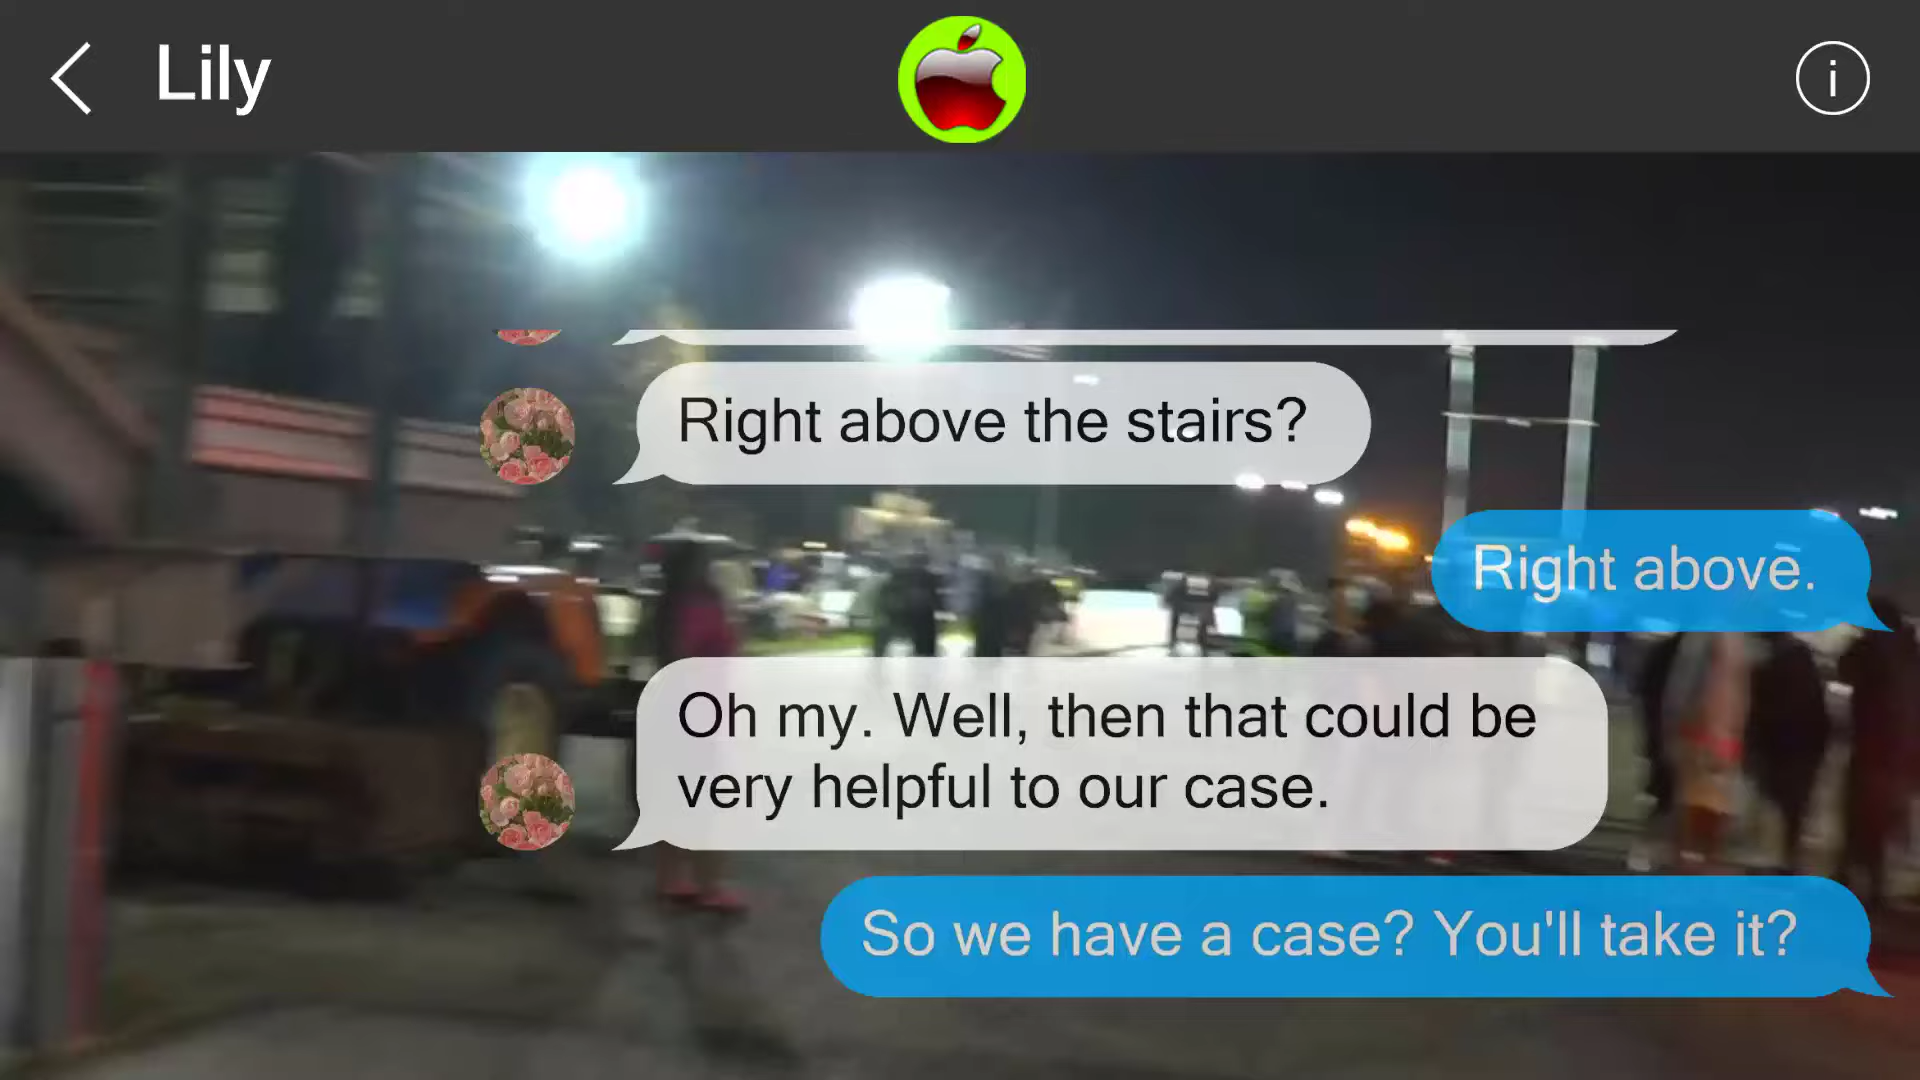 Lily
Right above the stairs?
Right above.
Oh my. Well, then that could be
very helpful to our case.
So we have a case? You'll take it?